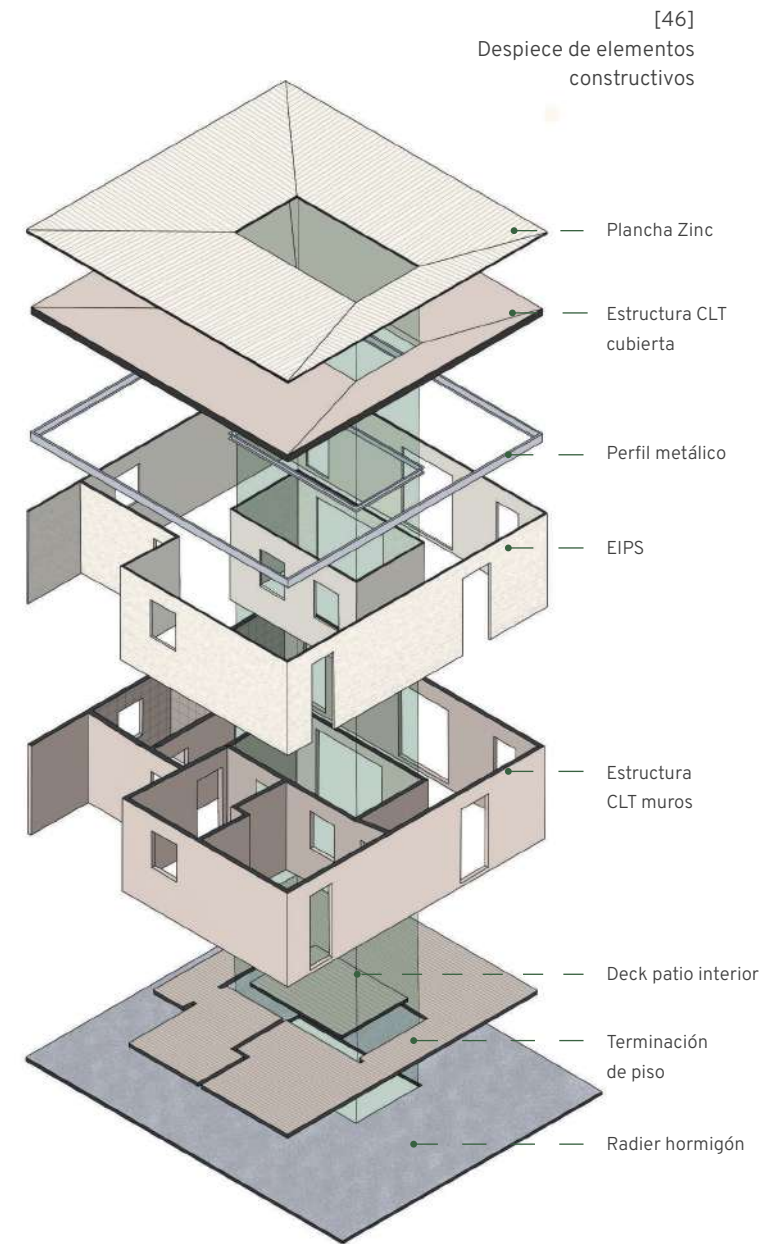 [46]
Despiece de elementos
constructivos
Plancha Zinc
Estructura CLT
cubierta
Perfil metálico
EIPS
Estructura
CLT muros
Deck patio interior
Terminación
de piso
Radier hormigón